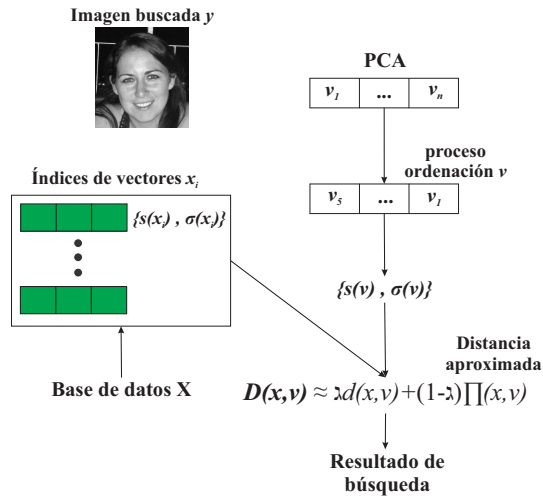 Imagen buscada y
PCA
v₁ ... vₙ
proceso
ordenación v
Índices de vectores xᵢ
{s(xᵢ) , σ(xᵢ)}
v₅ ... v₁
{s(v) , σ(v)}
Distancia
aproximada
Base de datos X
D(x,v) ≈ λd(x,v)+(1-λ)∏(x,v)
Resultado de
búsqueda